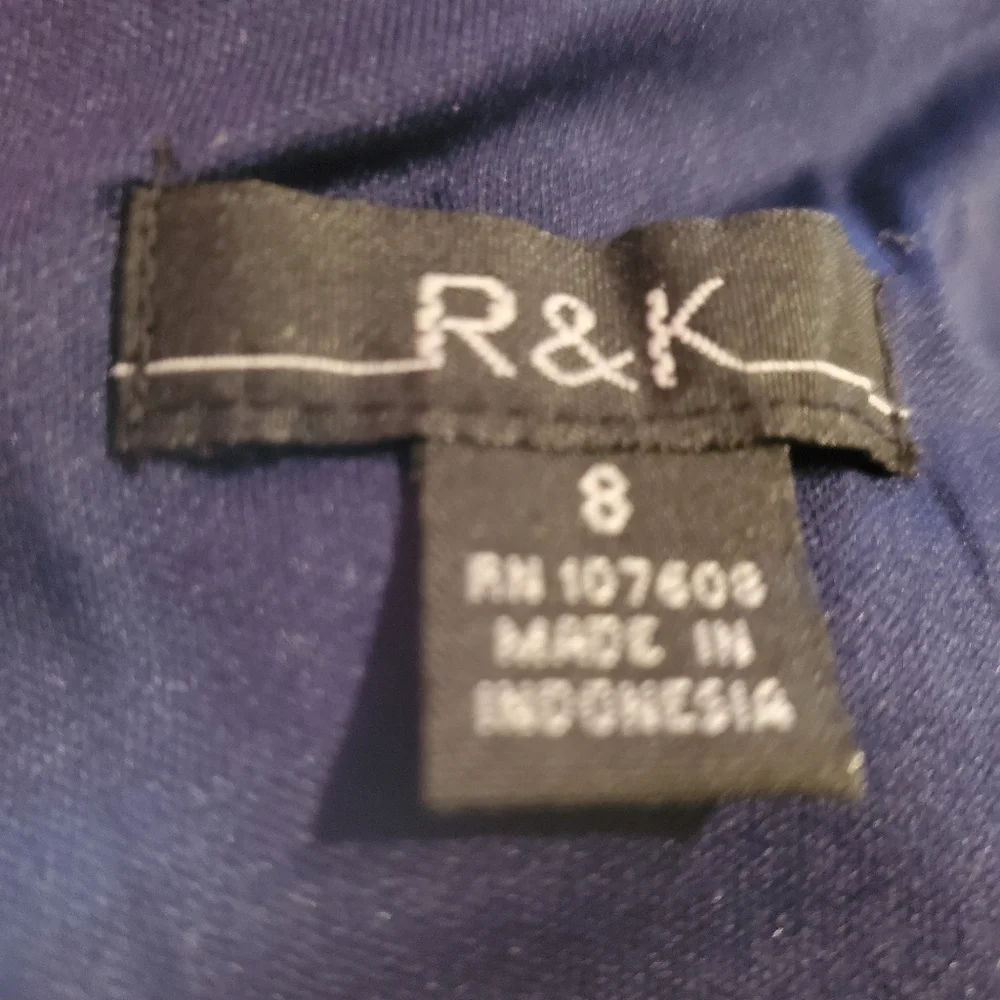 R&K
8
RN 107608
MADE IN
INDONESIA